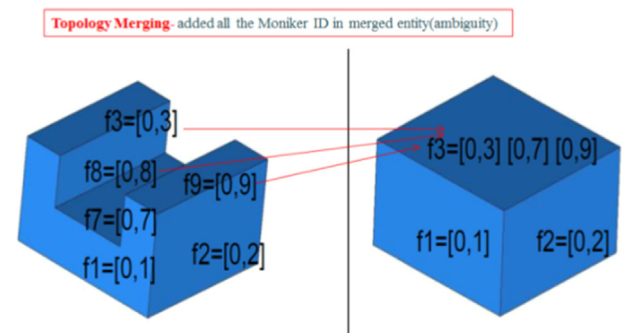 Topology Merging- added all the Moniker ID in merged entity(ambiguity)
f3=[0,3]
f8=[0,8]
f9=[0,9]
f7=[0,7]
f1=[0,1]
f2=[0,2]
f3=[0,3] [0,7] [0,9]
f1=[0,1]
f2=[0,2]